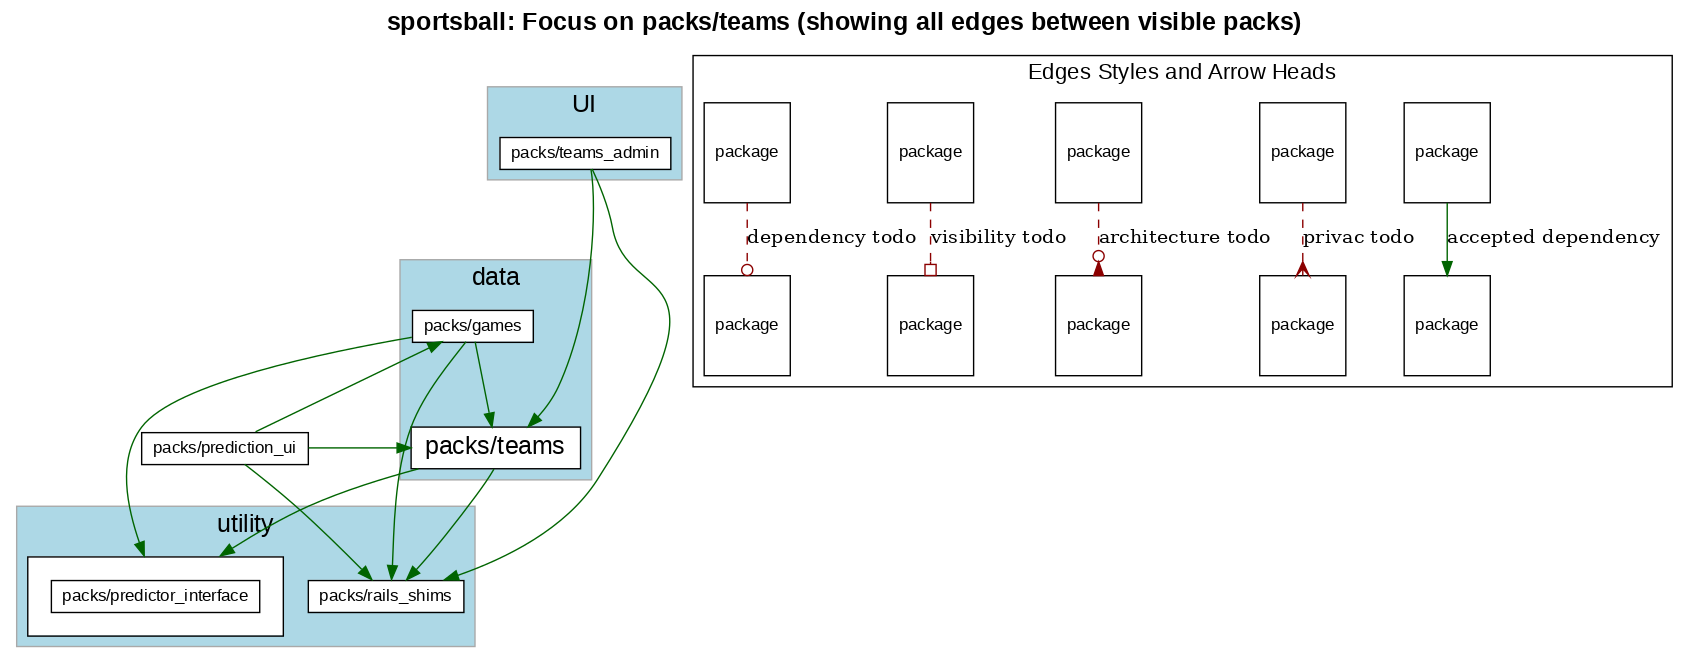 sportsball: Focus on packs/teams (showing all edges between visible packs)
UI
packs/teams_admin
data
packs/games
packs/teams
packs/prediction_ui
utility
packs/predictor_interface
packs/rails_shims
Edges Styles and Arrow Heads
package
package
package
package
package
dependency todo
visibility todo
architecture todo
privac todo
accepted dependency
package
package
package
package
package